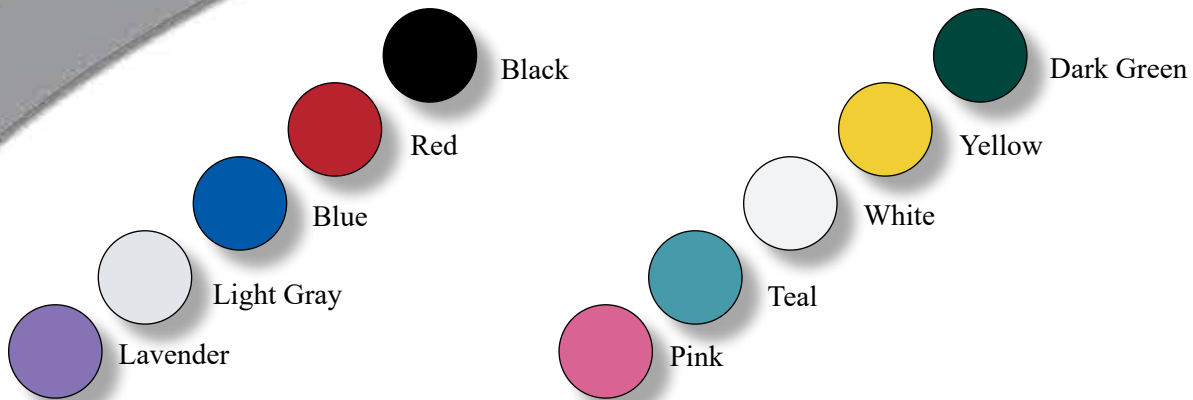 Black
Red
Blue
Light Gray
Lavender
Dark Green
Yellow
White
Teal
Pink